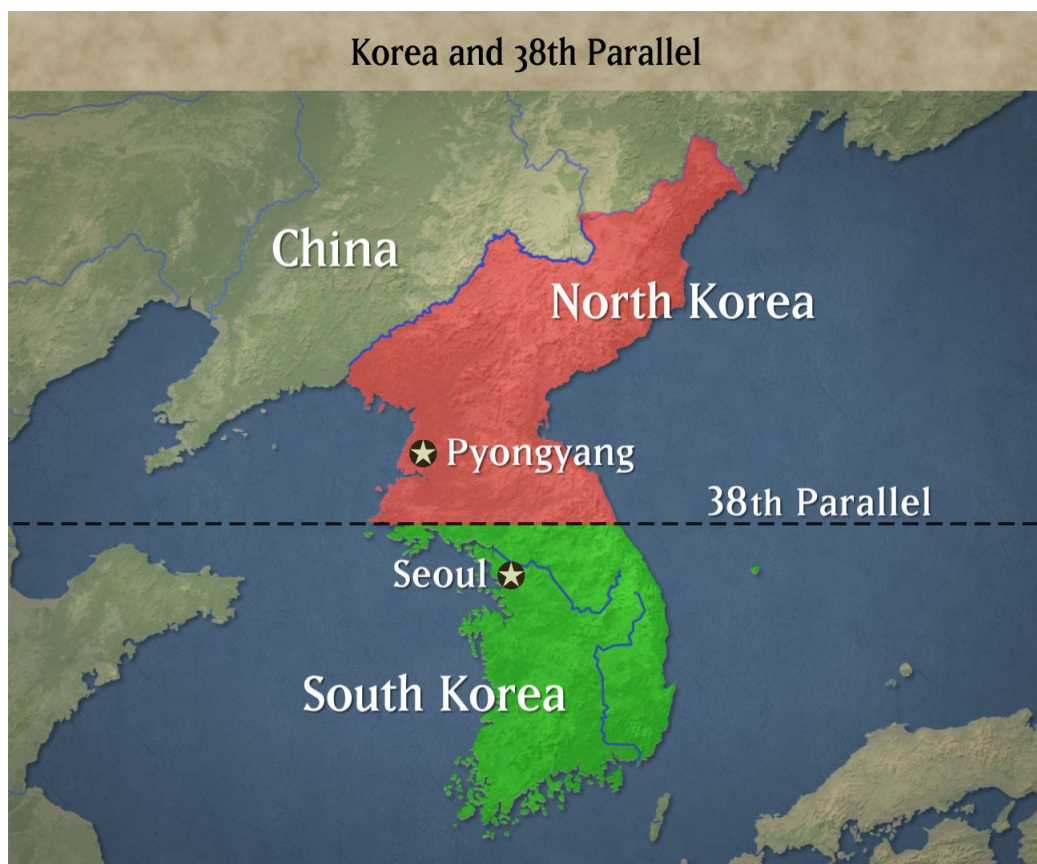 Korea and 38th Parallel
China
North Korea
Pyongyang
38th Parallel
Seoul
South Korea